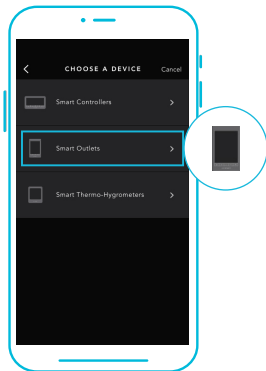 CHOOSE A DEVICE Cancel
Smart Controllers
Smart Outlets
Smart Thermo-Hygrometers